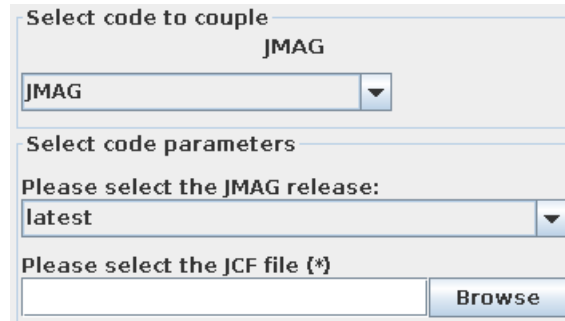 Select code to couple
JMAG
JMAG
Select code parameters
Please select the JMAG release:
latest
Please select the JCF file (*)
Browse